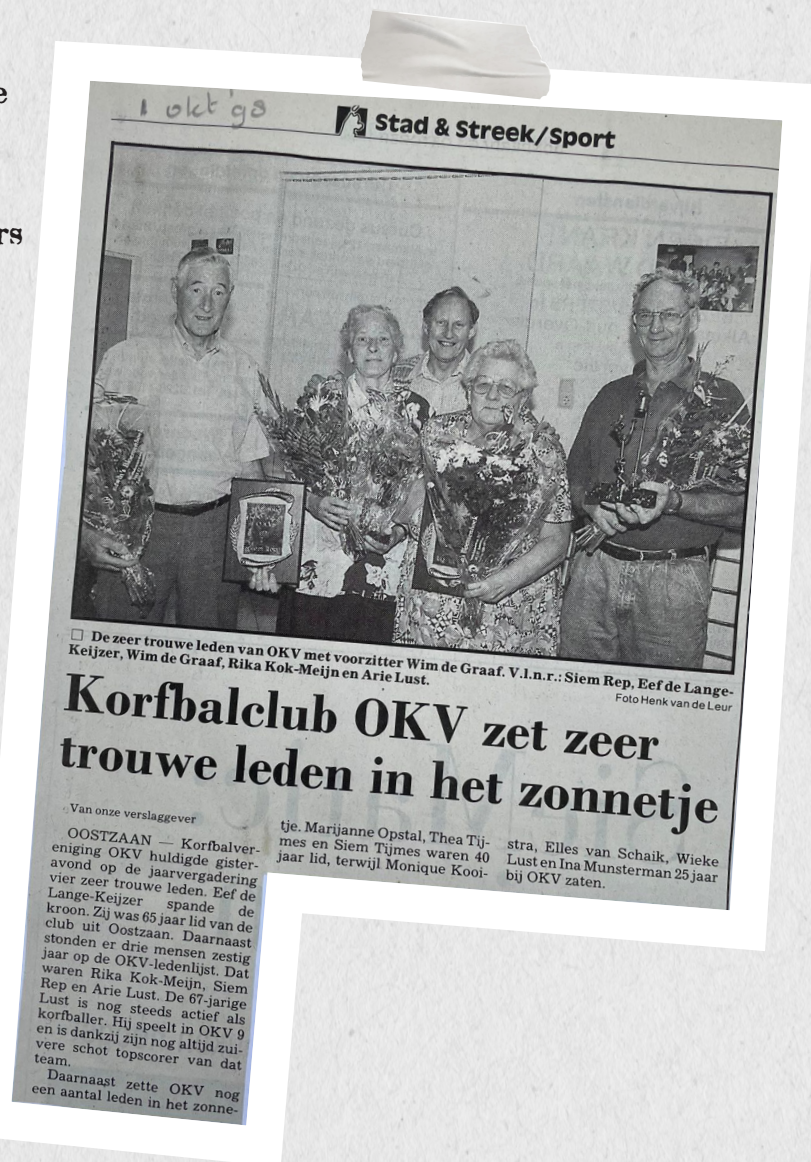 e
rs
1 okt '98
Stad & Streek/Sport
□ De zeer trouwe leden van OKV met voorzitter Wim de Graaf. V.l.n.r.: Siem Rep, Eef de Lange-
Keijzer, Wim de Graaf, Rika Kok-Meijn en Arie Lust.
Foto Henk van de Leur
Korfbalclub OKV zet zeer
trouwe leden in het zonnetje
Van onze verslaggever
OOSTZAAN — Korfbalver-
eniging OKV huldigde gister-
avond op de jaarvergadering
vier zeer trouwe leden. Eef de
Lange-Keijzer spande de
kroon. Zij was 65 jaar lid van de
club uit Oostzaan. Daarnaast
stonden er drie mensen zestig
jaar op de OKV-ledenlijst. Dat
waren Rika Kok-Meijn, Siem
Rep en Arie Lust. De 67-jarige
Lust is nog steeds actief als
korfballer. Hij speelt in OKV 9
en is dankzij zijn nog altijd zui-
vere schot topscorer van dat
team.
Daarnaast zette OKV nog
een aantal leden in het zonne-
tje. Marijanne Opstal, Thea Tij-
mes en Siem Tijmes waren 40
jaar lid, terwijl Monique Kooi-
stra, Elles van Schaik, Wieke
Lust en Ina Munsterman 25 jaar
bij OKV zaten.